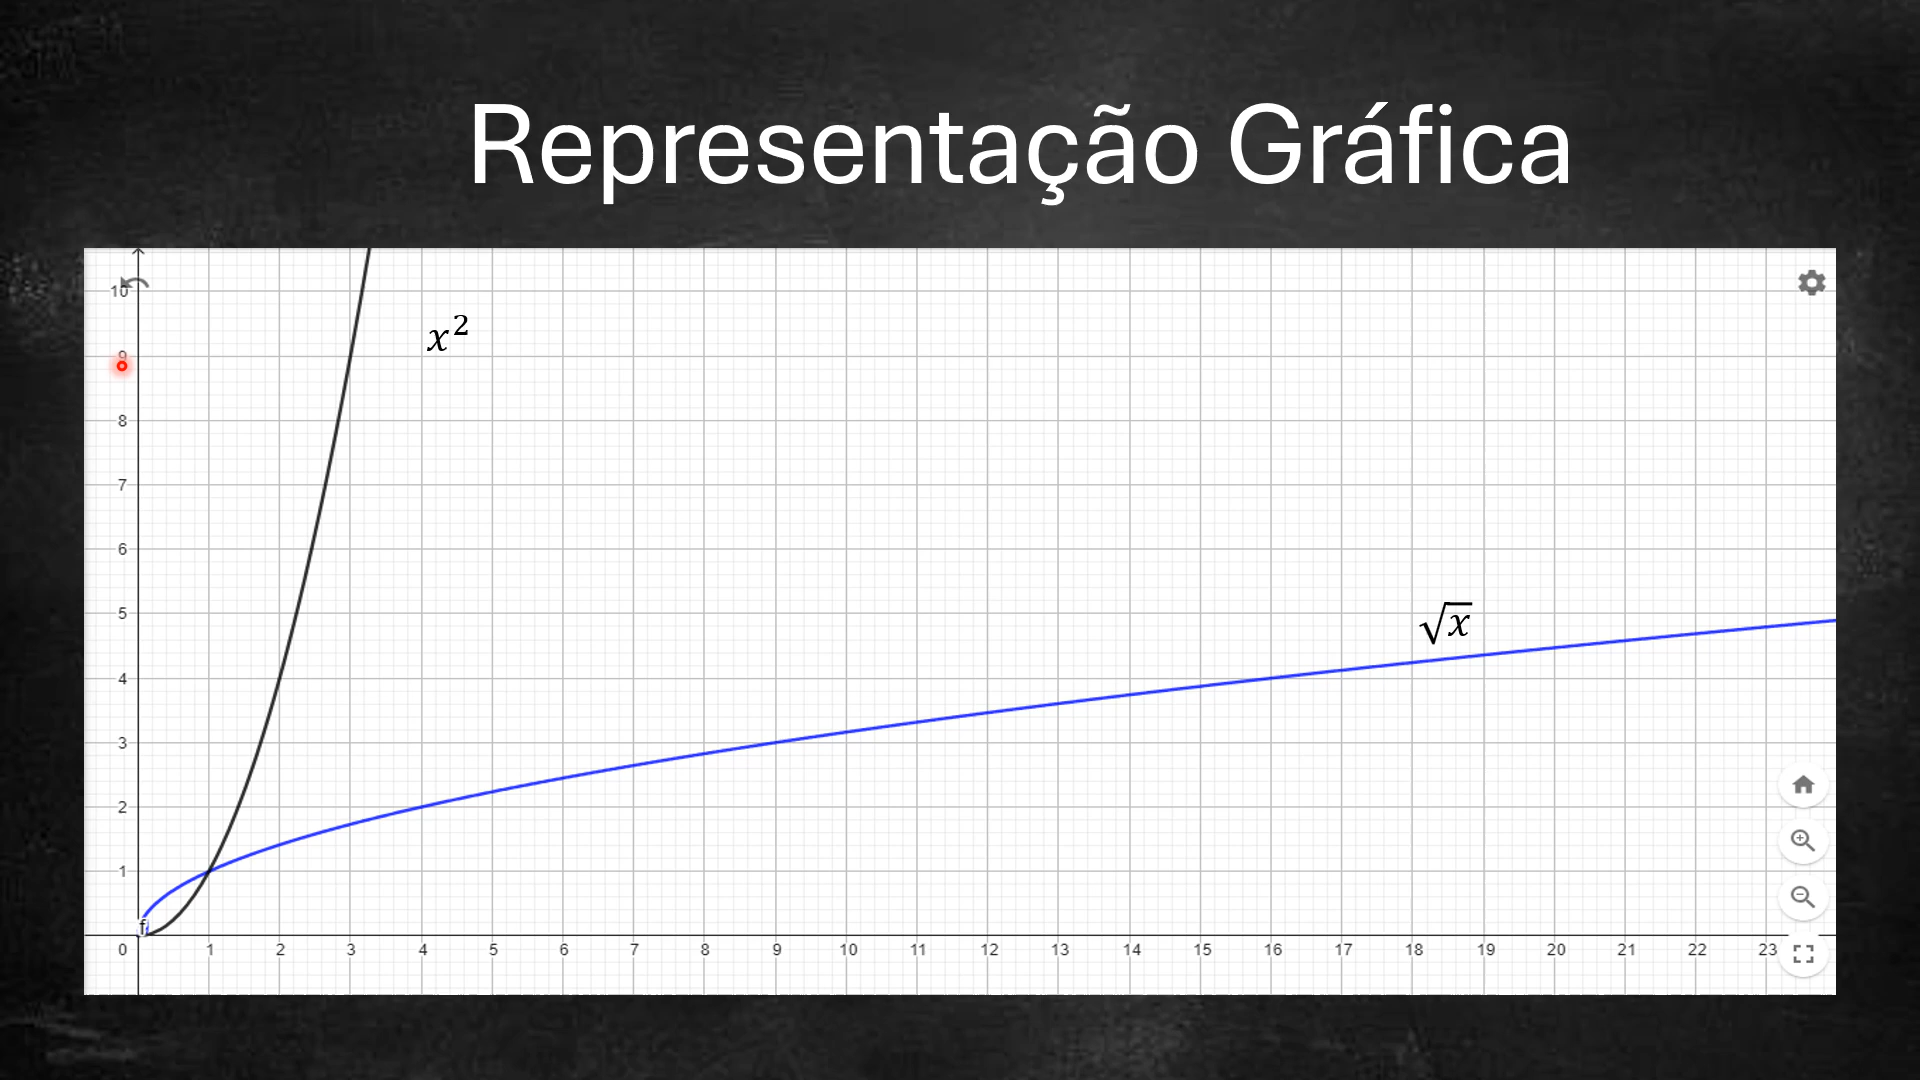 Representação Gráfica
10
x²
9
8
7
6
5
√x
4
3
2
1
f
0 1 2 3 4 5 6 7 8 9 10 11 12 13 14 15 16 17 18 19 20 21 22 23